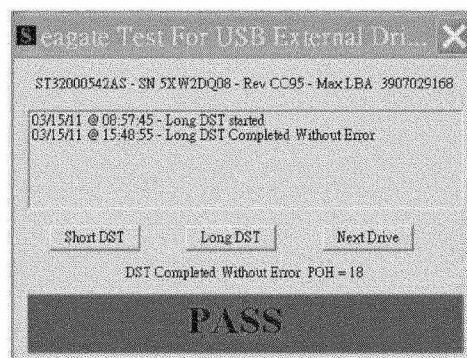 Seagate Test For USB External Dri...
ST32000542AS - SN 5XW2DQ08 - Rev CC95 - Max LBA 3907029168
03/15/11 @ 08:57:45 - Long DST started
03/15/11 @ 15:48:55 - Long DST Completed Without Error
Short DST Long DST Next Drive
DST Completed Without Error POH = 18
PASS